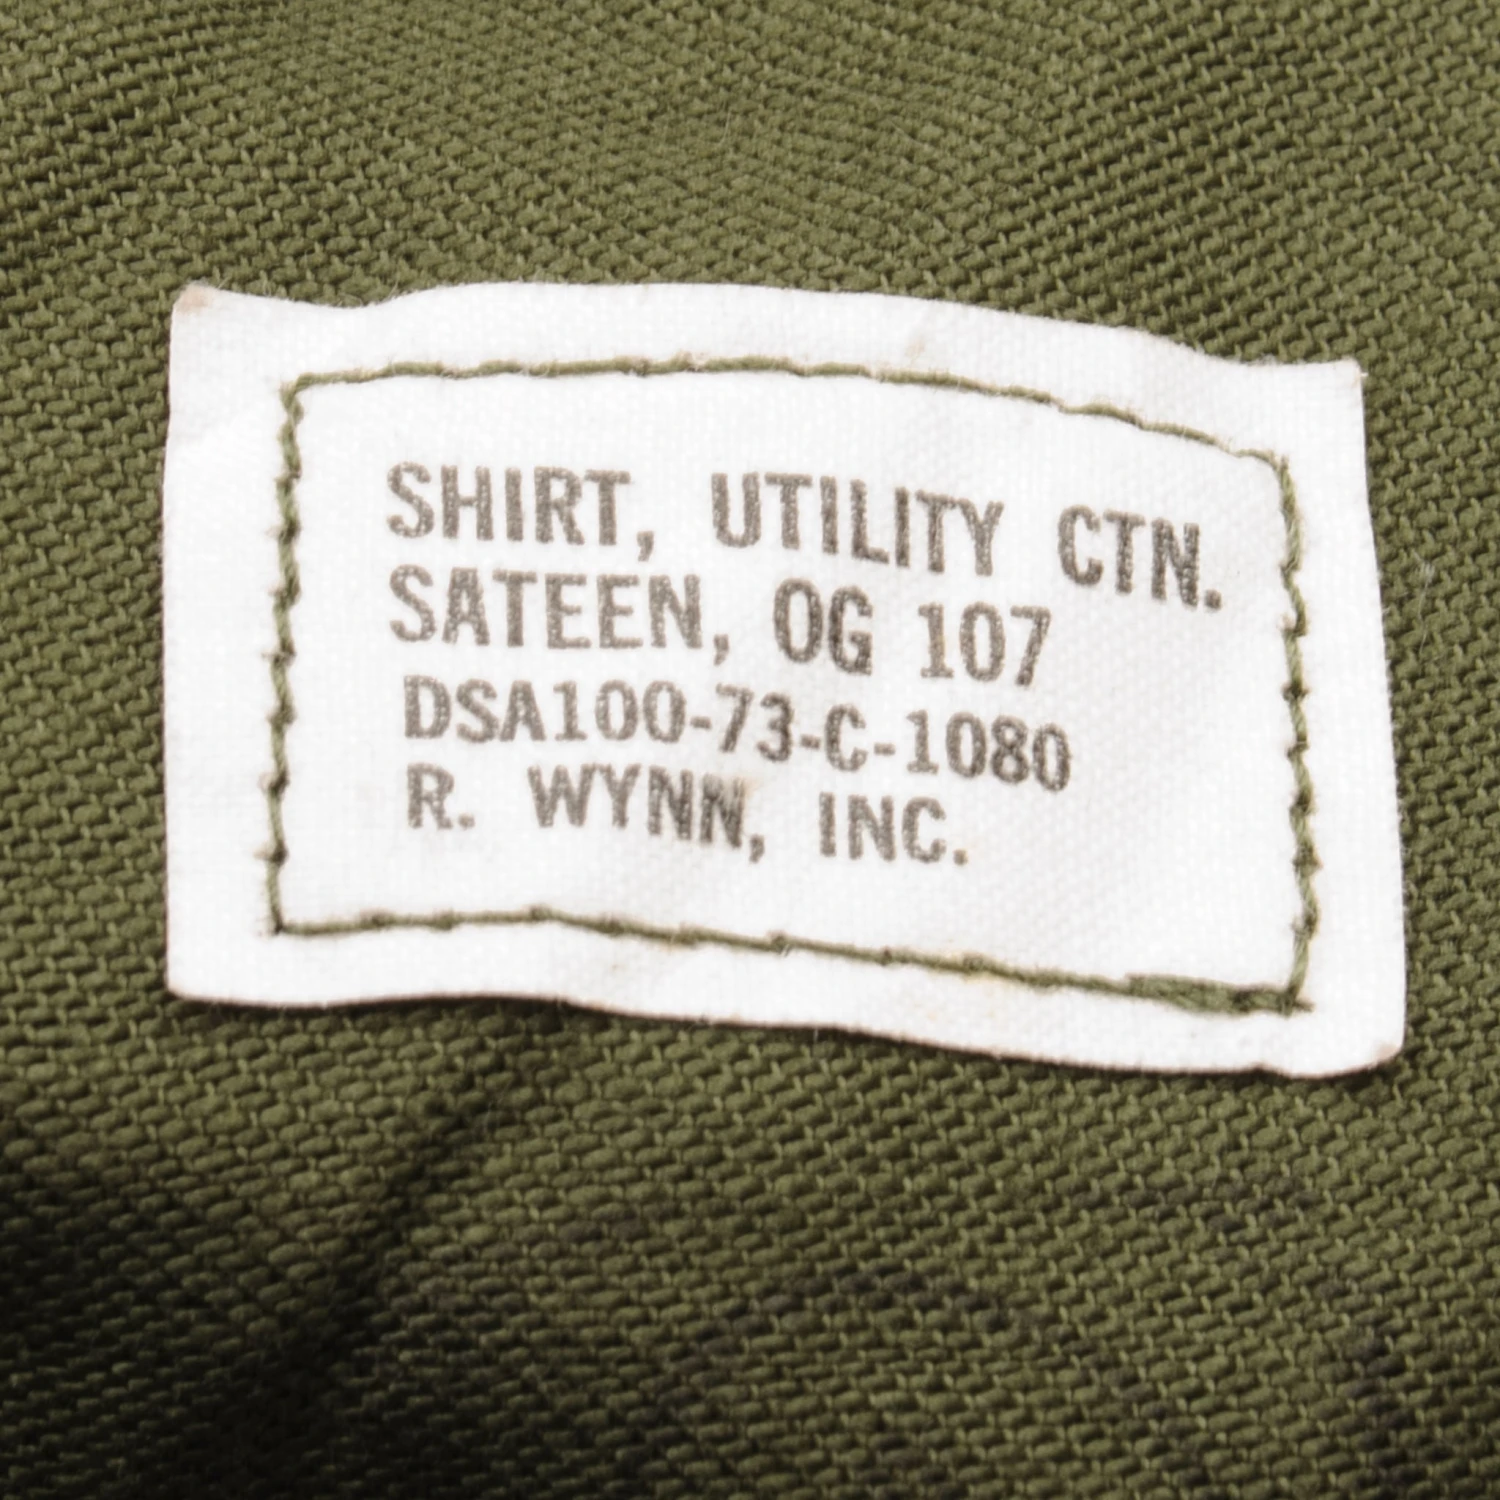 SHIRT, UTILITY CTN.
SATEEN, OG 107
DSA100-73-C-1080
R. WYNN, INC.